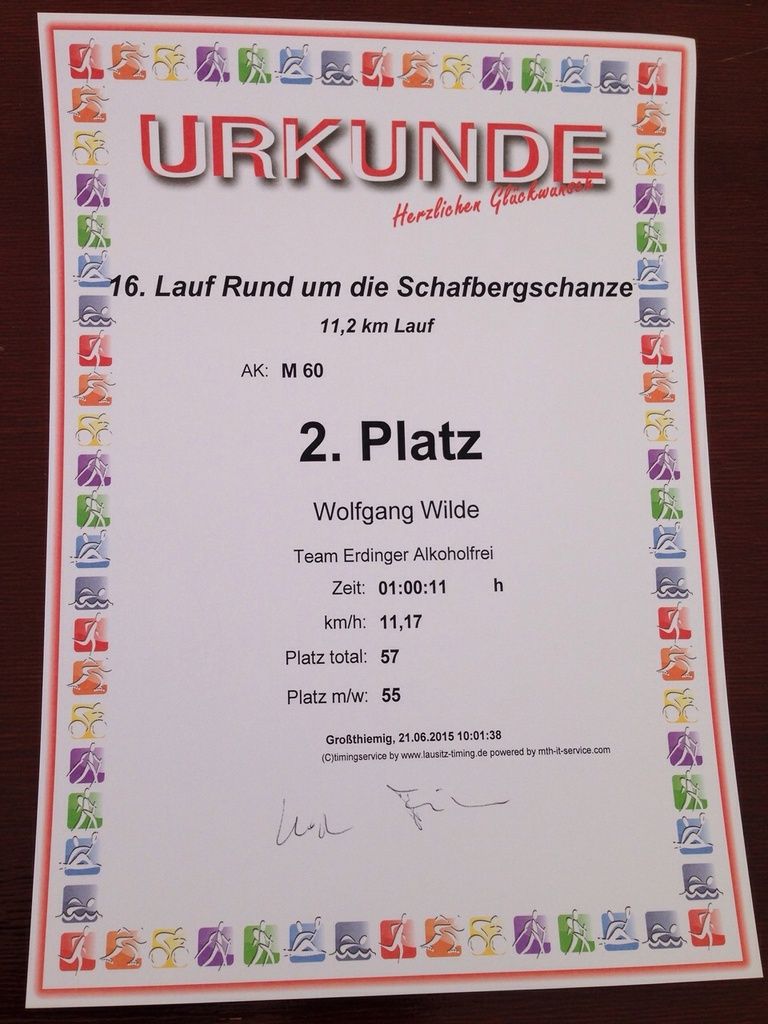 URKUNDE
Herzlichen Glückwunsch
16. Lauf Rund um die Schafbergschanze
11,2 km Lauf
AK: M 60
2. Platz
Wolfgang Wilde
Team Erdinger Alkoholfrei
Zeit: 01:00:11 h
km/h: 11,17
Platz total: 57
Platz m/w: 55
Großthiemig, 21.06.2015 10:01:38
(C)timingservice by www.lausitz-timing.de powered by mth-it-service.com